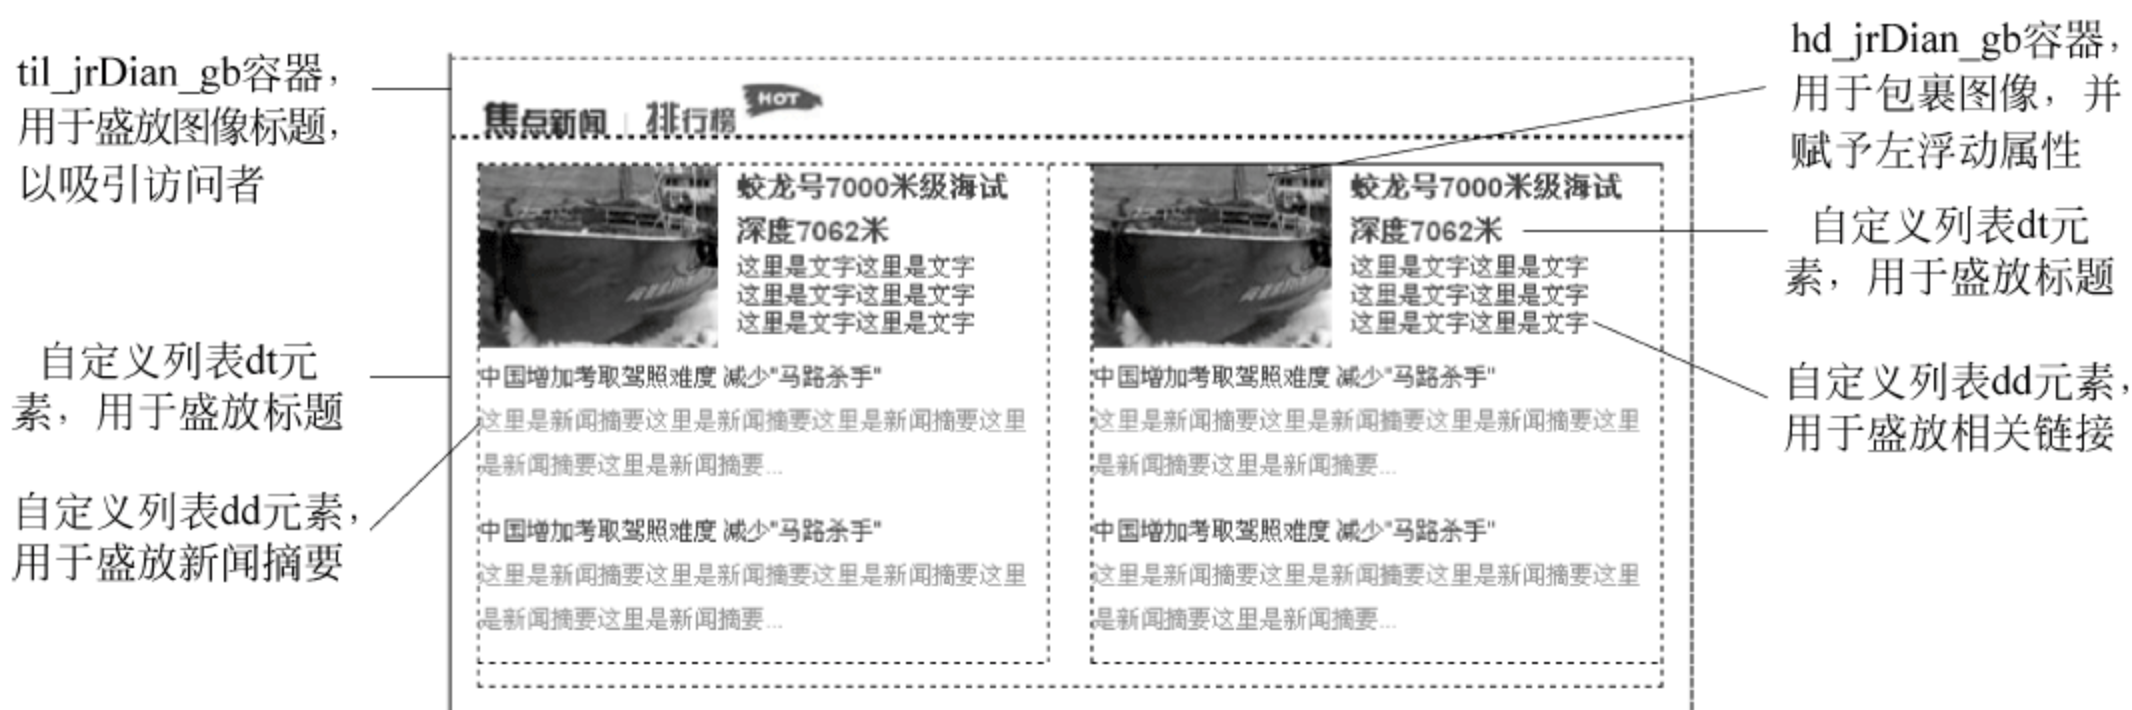 til_jrDian_gb容器，
用于盛放图像标题，
以吸引访问者
自定义列表dt元
素，用于盛放标题
自定义列表dd元素，
用于盛放新闻摘要
焦点新闻 | 排行榜 HOT
蛟龙号7000米级海试
深度7062米
这里是文字这里是文字
这里是文字这里是文字
这里是文字这里是文字
中国增加考取驾照难度 减少"马路杀手"
这里是新闻摘要这里是新闻摘要这里是新闻摘要这里
是新闻摘要这里是新闻摘要...
中国增加考取驾照难度 减少"马路杀手"
这里是新闻摘要这里是新闻摘要这里是新闻摘要这里
是新闻摘要这里是新闻摘要...
蛟龙号7000米级海试
深度7062米
这里是文字这里是文字
这里是文字这里是文字
这里是文字这里是文字
中国增加考取驾照难度 减少"马路杀手"
这里是新闻摘要这里是新闻摘要这里是新闻摘要这里
是新闻摘要这里是新闻摘要...
中国增加考取驾照难度 减少"马路杀手"
这里是新闻摘要这里是新闻摘要这里是新闻摘要这里
是新闻摘要这里是新闻摘要...
hd_jrDian_gb容器，
用于包裹图像，并
赋予左浮动属性
自定义列表dt元
素，用于盛放标题
自定义列表dd元素，
用于盛放相关链接